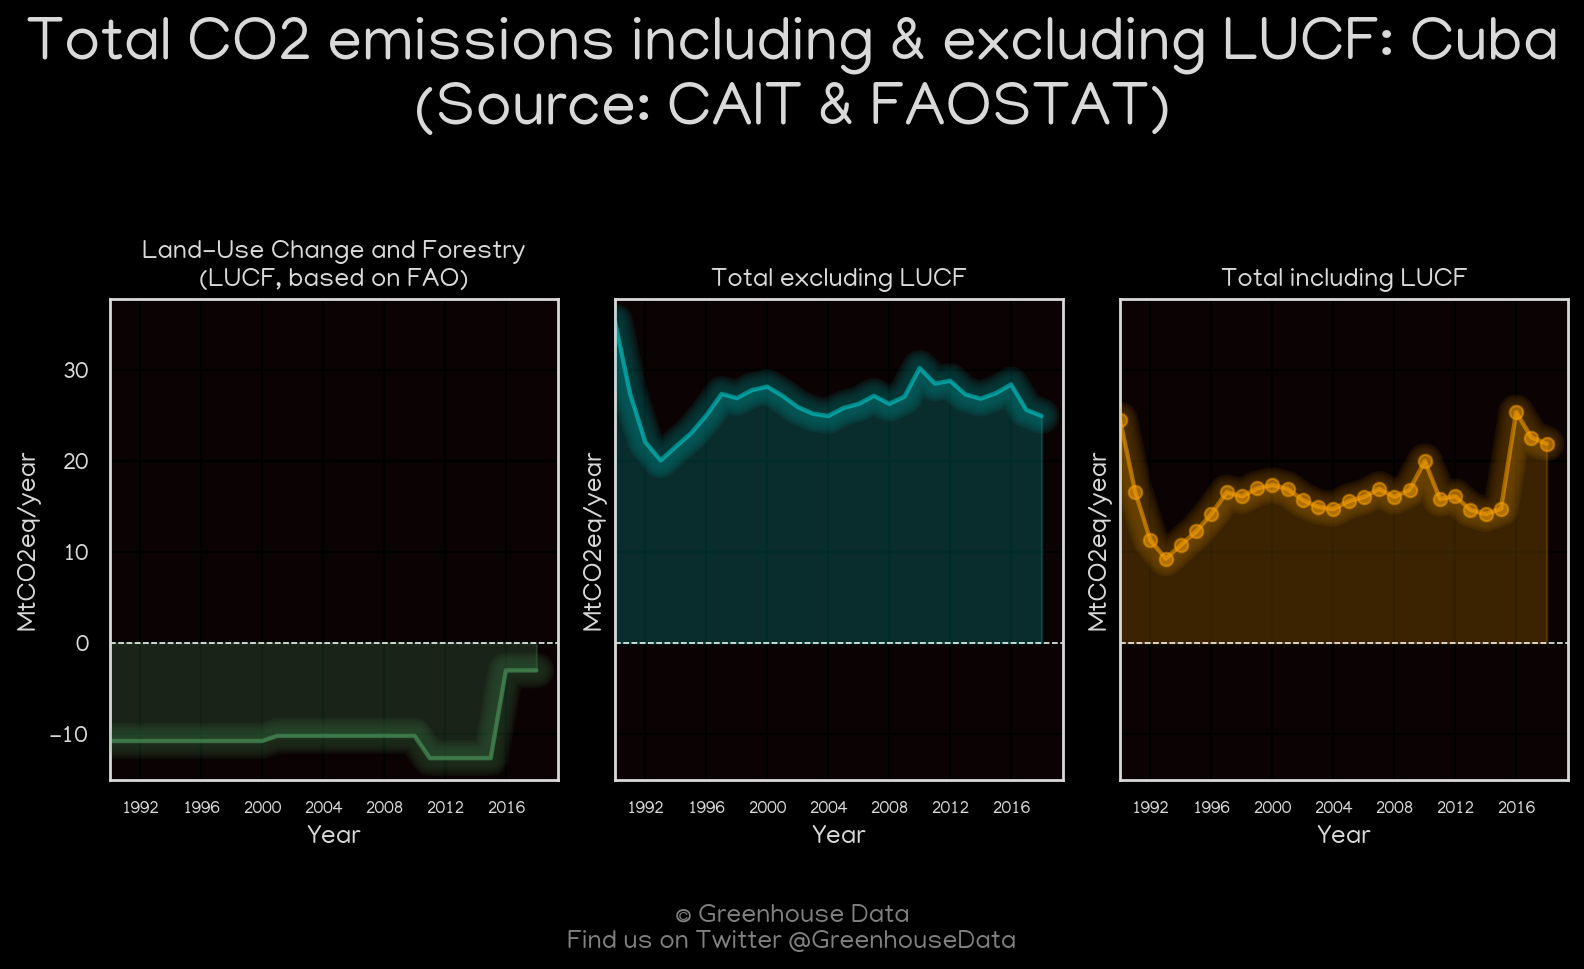 Total CO2 emissions including & excluding LUCF: Cuba
(Source: CAIT & FAOSTAT)
Land-Use Change and Forestry
(LUCF, based on FAO)
MtCO2eq/year
30
20
10
0
-10
1992 1996 2000 2004 2008 2012 2016
Year
Total excluding LUCF
MtCO2eq/year
1992 1996 2000 2004 2008 2012 2016
Year
Total including LUCF
MtCO2eq/year
1992 1996 2000 2004 2008 2012 2016
Year
© Greenhouse Data
Find us on Twitter @GreenhouseData